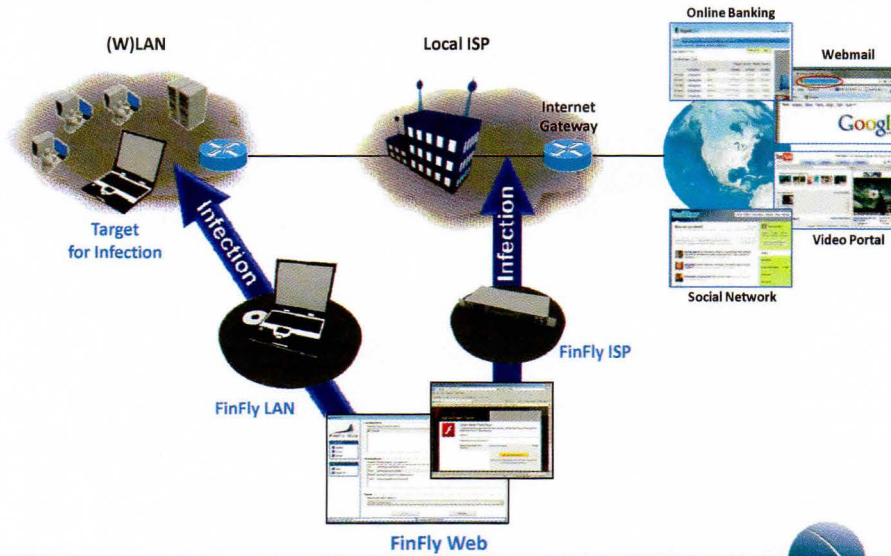 Online Banking
(W)LAN
Local ISP
Webmail
Internet
Gateway
Google
Target
for Infection
Infection
Infection
Video Portal
Social Network
FinFly ISP
FinFly LAN
FinFly Web